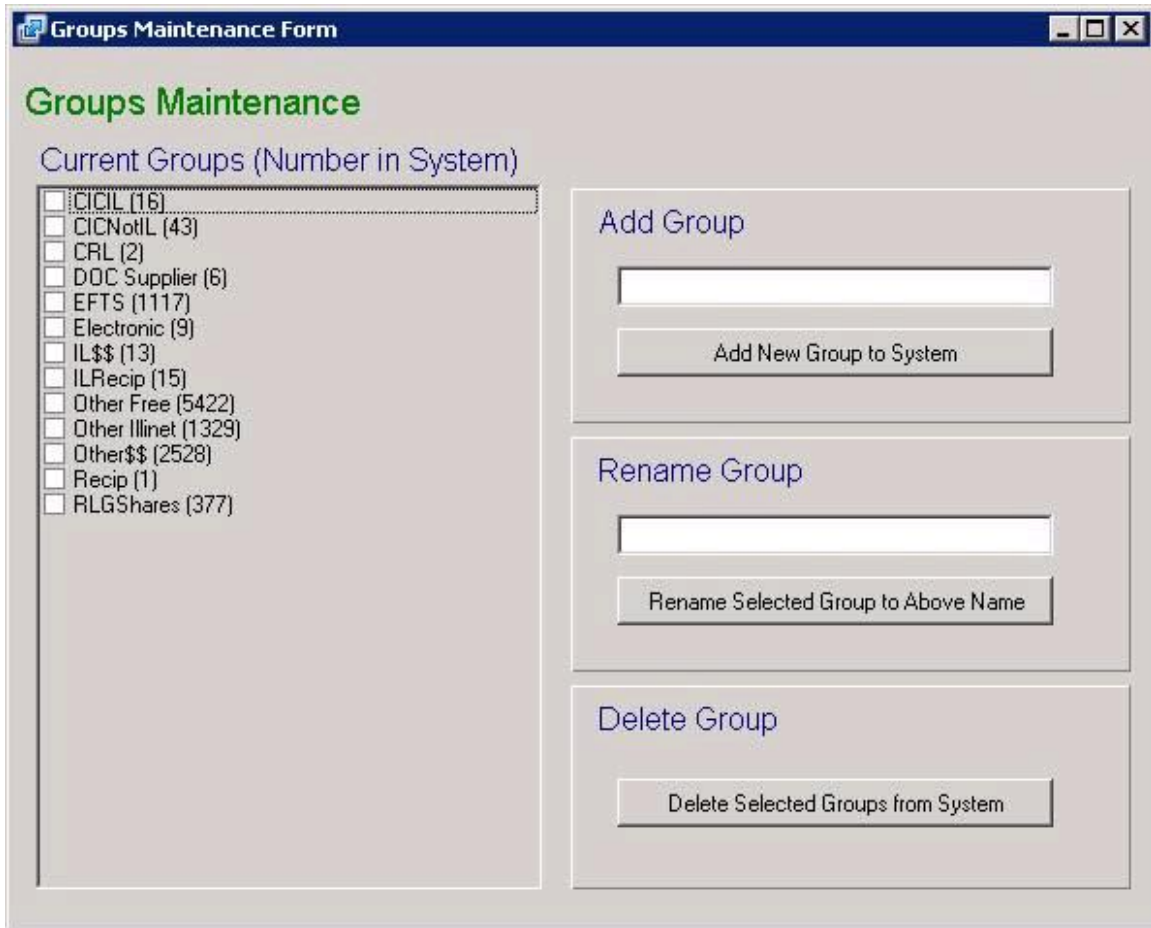 Groups Maintenance Form
Groups Maintenance
Current Groups (Number in System)
CICIL (16)
CICNotIL (43)
CRL (2)
DOC Supplier (6)
EFTS (1117)
Electronic (9)
IL$$ (13)
ILRecip (15)
Other Free (5422)
Other Illinet (1329)
Other$$ (2528)
Recip (1)
RLGShares (377)
Add Group
Add New Group to System
Rename Group
Rename Selected Group to Above Name
Delete Group
Delete Selected Groups from System